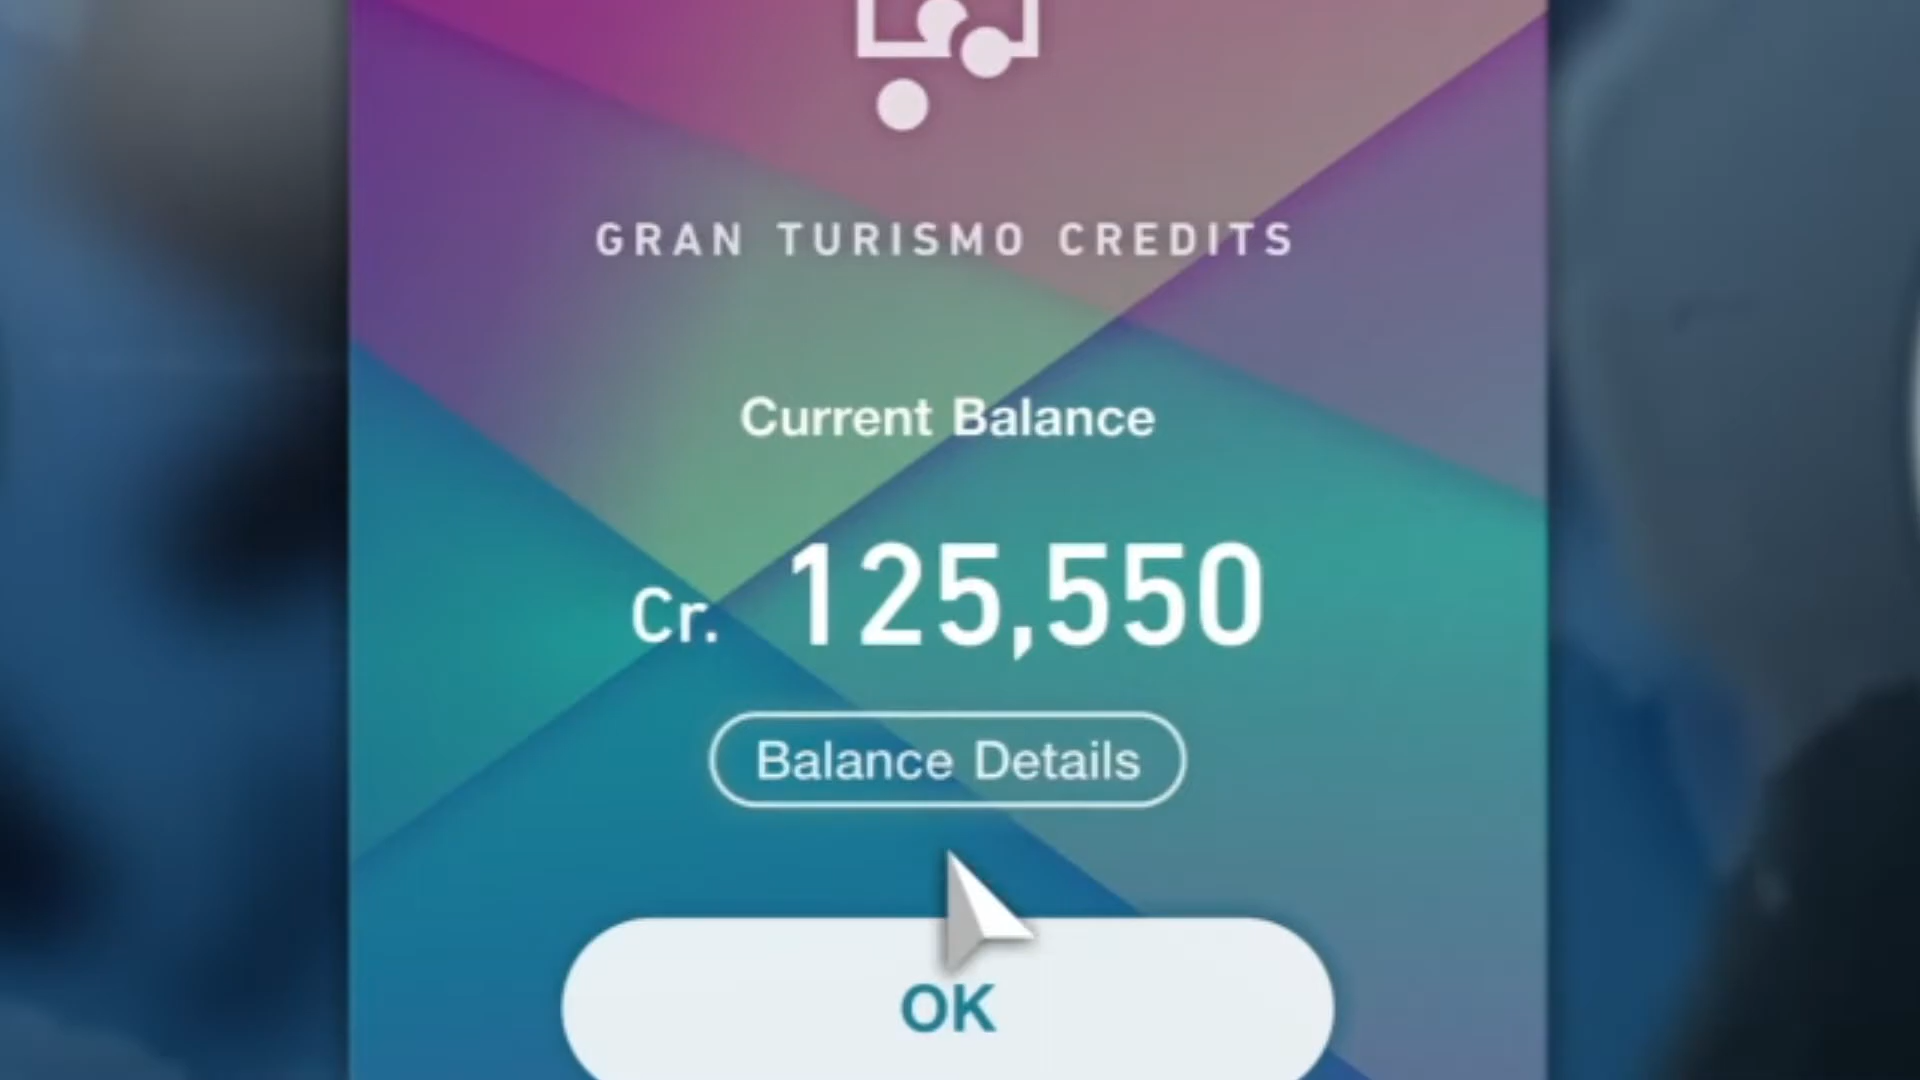 GRAN TURISMO CREDITS
Current Balance
Cr. 125,550
Balance Details
OK